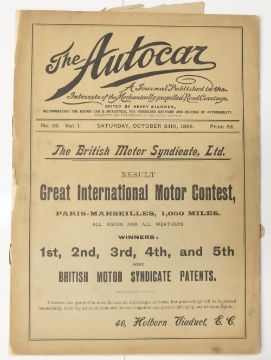 The Autocar
A Journal Published in the
Interests of the Mechanically propelled Road Carriage.
EDITED BY HENRY STURMEY.
No. 52. Vol. I. SATURDAY, OCTOBER 24th, 1896. Price 3d.
The British Motor Syndicate, Ltd.
RESULT
Great International Motor Contest,
PARIS-MARSEILLES, 1,050 MILES.
ALL ROADS AND ALL WEATHERS
WINNERS:
1st, 2nd, 3rd, 4th, and 5th
WERE
BRITISH MOTOR SYNDICATE PATENTS.
40, Holborn Viaduct, E.C.